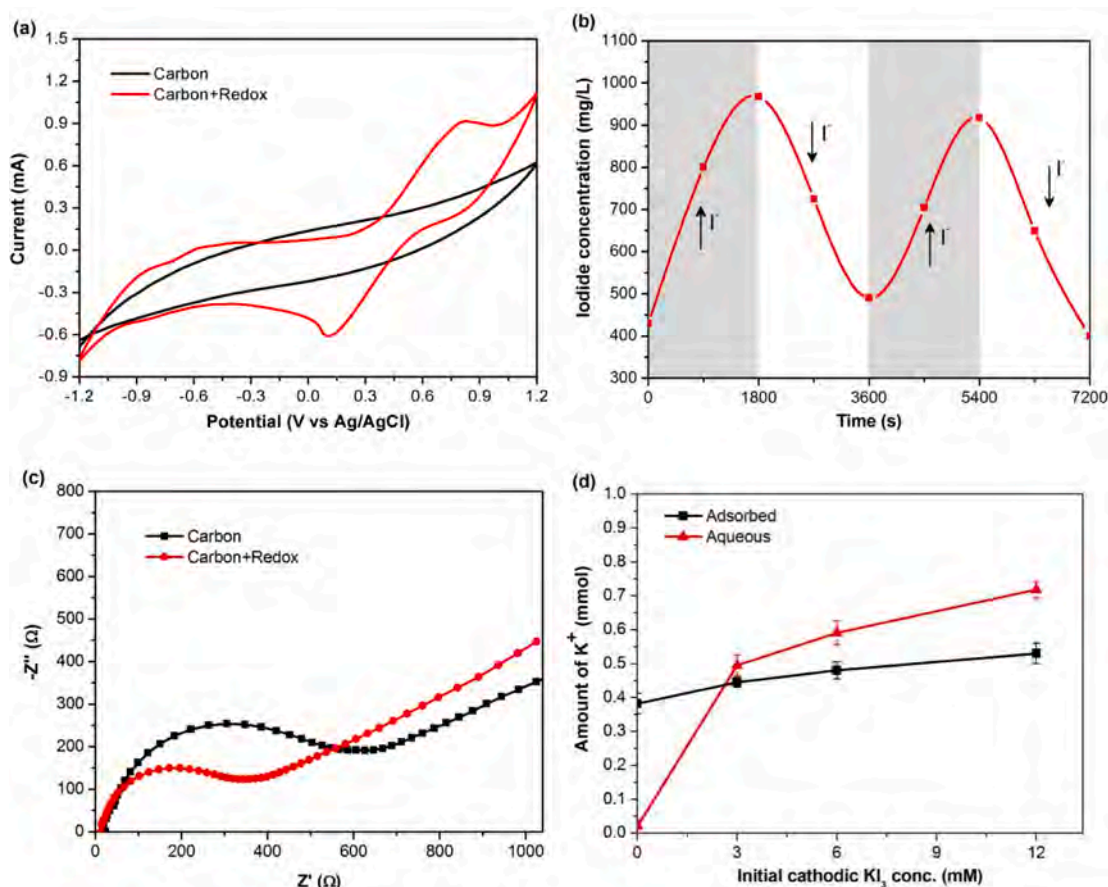 (a)
1.5
1.2
0.9
0.6
0.3
0.0
-0.3
-0.6
-0.9
Current (mA)
Carbon
Carbon+Redox
-1.2 -0.9 -0.6 -0.3 0.0 0.3 0.6 0.9 1.2
Potential (V vs Ag/AgCl)
(b)
1100
1000
900
800
700
600
500
400
300
Iodide concentration (mg/L)
I⁻
I⁻
I⁻
I⁻
0 1800 3600 5400 7200
Time (s)
(c)
800
700
600
500
400
300
200
100
0
-Z'' (Ω)
Carbon
Carbon+Redox
0 200 400 600 800 1000
Z' (Ω)
(d)
1.0
0.9
0.8
0.7
0.6
0.5
0.4
0.3
0.2
0.1
0.0
Amount of K⁺ (mmol)
Adsorbed
Aqueous
0 3 6 9 12
Initial cathodic KI₃ conc. (mM)